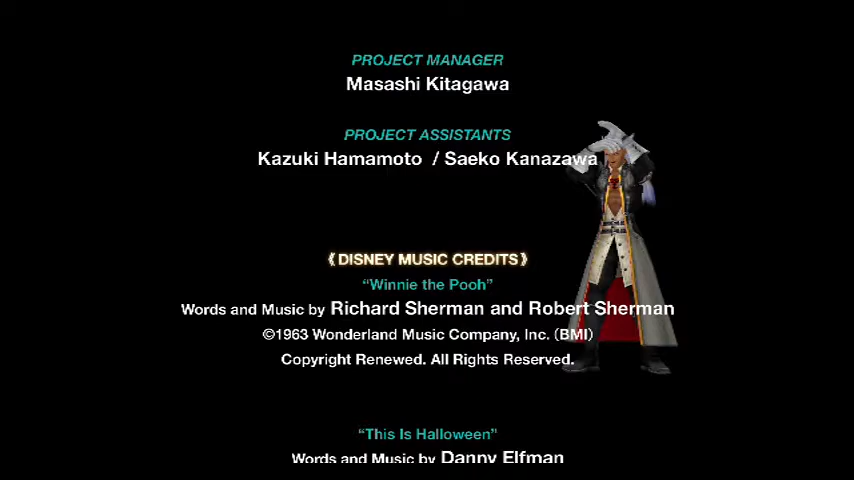 PROJECT MANAGER
Masashi Kitagawa
PROJECT ASSISTANTS
Kazuki Hamamoto / Saeko Kanazawa
《DISNEY MUSIC CREDITS》
“Winnie the Pooh”
Words and Music by Richard Sherman and Robert Sherman
©1963 Wonderland Music Company, Inc. (BMI)
Copyright Renewed. All Rights Reserved.
“This Is Halloween”
Words and Music by Danny Elfman